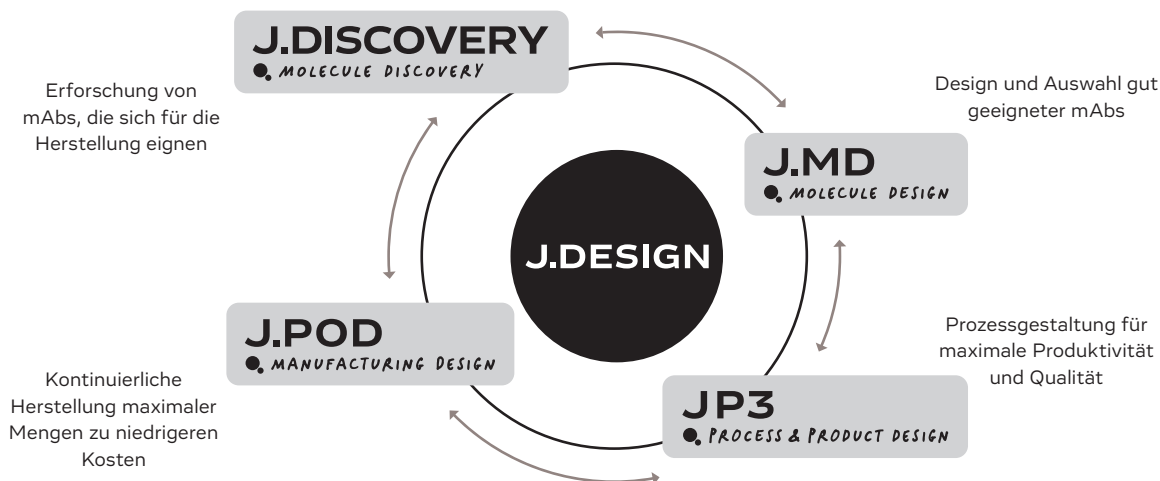 J.DISCOVERY
MOLECULE DISCOVERY
Erforschung von
mAbs, die sich für die
Herstellung eignen
Design und Auswahl gut
geeigneter mAbs
J.MD
MOLECULE DESIGN
J.DESIGN
J.POD
MANUFACTURING DESIGN
Prozessgestaltung für
maximale Produktivität
und Qualität
Kontinuierliche
Herstellung maximaler
Mengen zu niedrigeren
Kosten
JP3
PROCESS & PRODUCT DESIGN